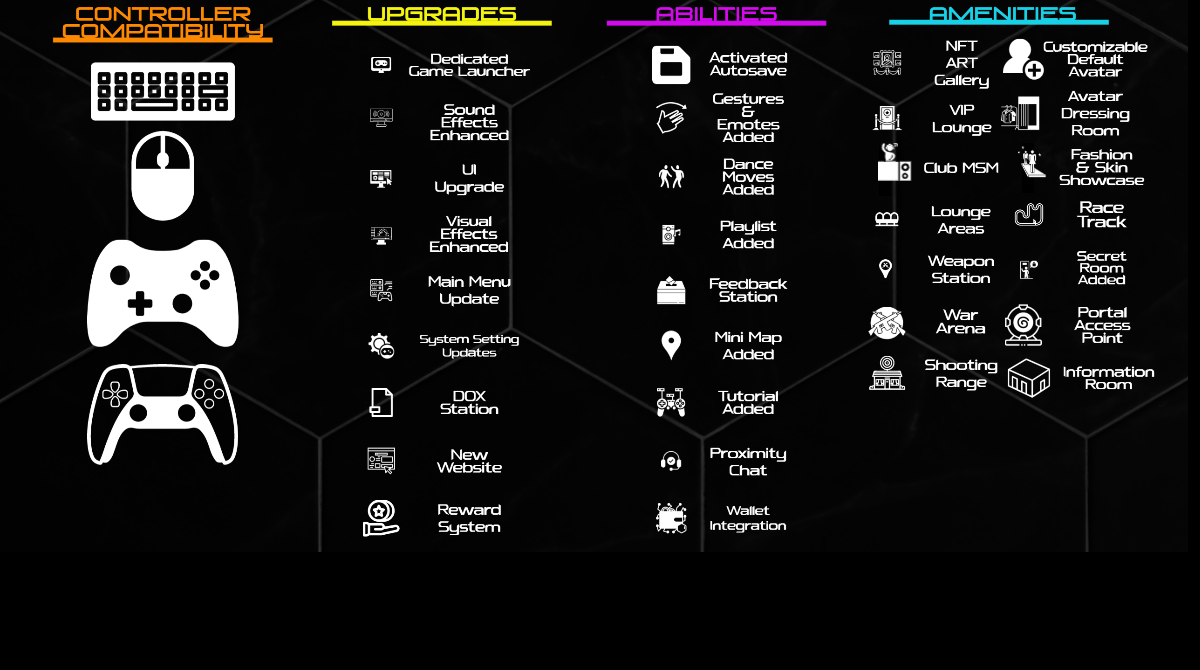 CONTROLLER
COMPATIBILITY
UPGRADES
Dedicated
Game Launcher
Sound
Effects
Enhanced
UI
Upgrade
Visual
Effects
Enhanced
Main Menu
Update
System Setting
Updates
DOX
Station
New
Website
Reward
System
ABILITIES
Activated
Autosave
Gestures
&
Emotes
Added
Dance
Moves
Added
Playlist
Added
Feedback
Station
Mini Map
Added
Tutorial
Added
Proximity
Chat
Wallet
Integration
AMENITIES
NFT
ART
Gallery
VIP
Lounge
Club MSM
Lounge
Areas
Weapon
Station
War
Arena
Shooting
Range
Customizable
Default
Avatar
Avatar
Dressing
Room
Fashion
& Skin
Showcase
Race
Track
Secret
Room
Added
Portal
Access
Point
Information
Room